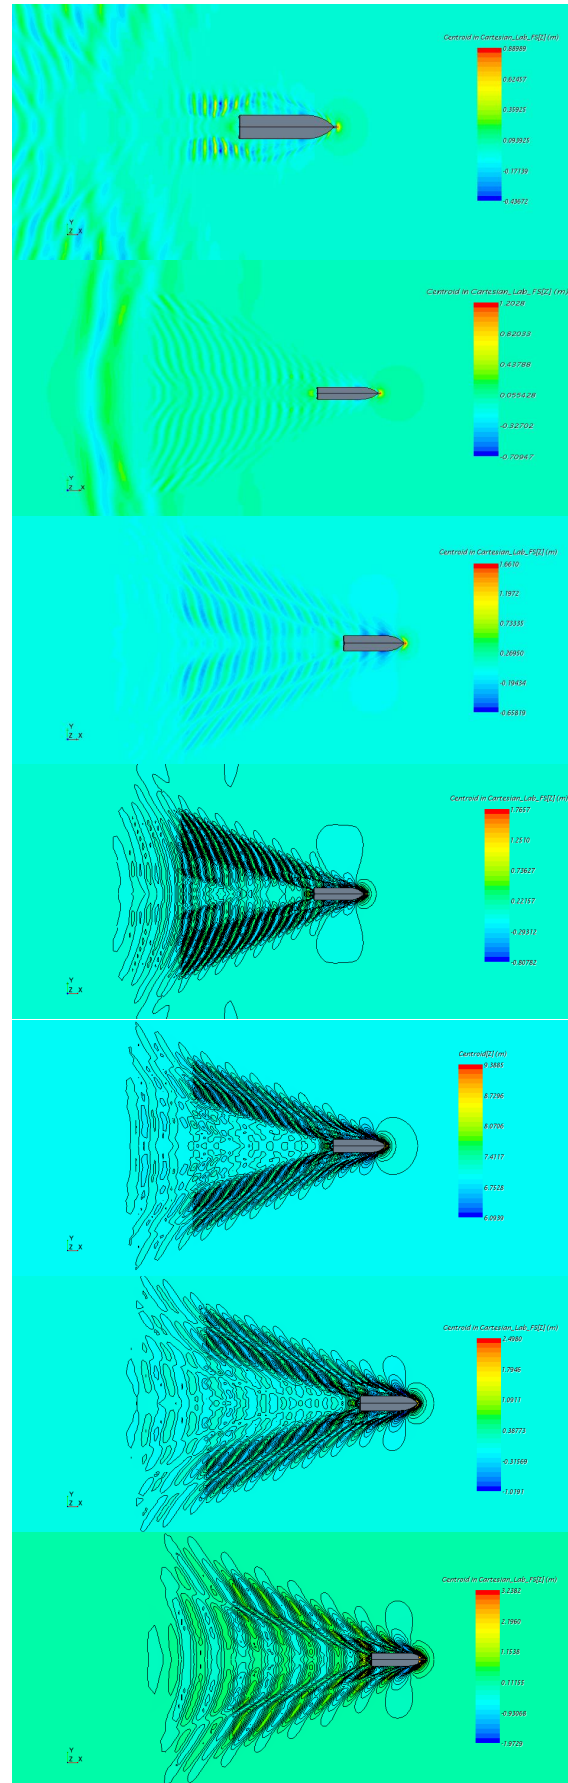 Centroid in Cartesian_Lab_FS[Z] (m)
0.88989
0.62457
0.35925
0.093925
-0.17139
-0.43672
Y
Z X
Centroid in Cartesian_Lab_FS[Z] (m)
1.2028
0.82033
0.43788
0.055428
-0.32702
-0.70947
Y
Z X
Centroid in Cartesian_Lab_FS[Z] (m)
1.6610
1.1972
0.73335
0.26950
-0.19434
-0.65819
Y
Z X
Centroid in Cartesian_Lab_FS[Z] (m)
1.7657
1.2510
0.73627
0.22157
-0.29312
-0.80782
Y
Z X
Centroid[Z] (m)
9.3885
8.7296
8.0706
7.4117
6.7528
6.0939
Y
Z X
Centroid in Cartesian_Lab_FS[Z] (m)
2.4980
1.7945
1.0911
0.38773
-0.31569
-1.0191
Y
Z X
Centroid in Cartesian_Lab_FS[Z] (m)
3.2382
2.1960
1.1538
0.11155
-0.93068
-1.9729
Y
Z X